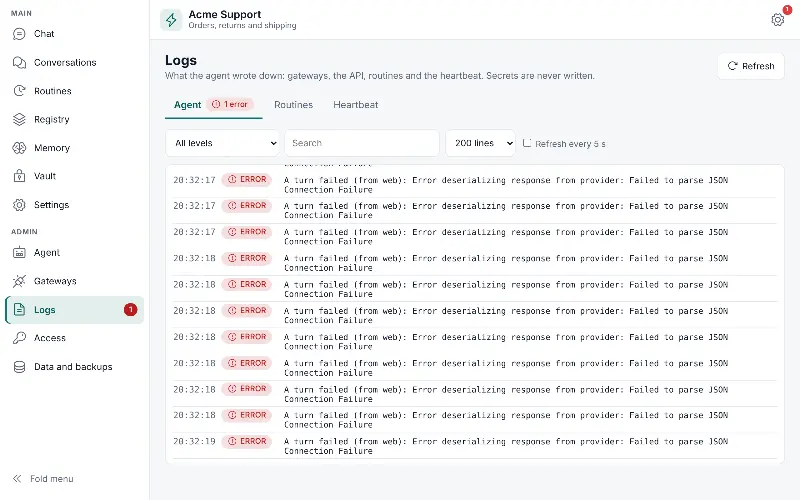 MAIN
Chat
Conversations
Routines
Registry
Memory
Vault
Settings
ADMIN
Agent
Gateways
Logs 1
Access
Data and backups
Fold menu
Acme Support
Orders, returns and shipping
1
Logs
What the agent wrote down: gateways, the API, routines and the heartbeat. Secrets are never written.
Refresh
Agent 1 error Routines Heartbeat
All levels Search 200 lines Refresh every 5 s
Connection Failure
20:32:17 ERROR A turn failed (from web): Error deserializing response from provider: Failed to parse JSON
Connection Failure
20:32:17 ERROR A turn failed (from web): Error deserializing response from provider: Failed to parse JSON
Connection Failure
20:32:17 ERROR A turn failed (from web): Error deserializing response from provider: Failed to parse JSON
Connection Failure
20:32:18 ERROR A turn failed (from web): Error deserializing response from provider: Failed to parse JSON
Connection Failure
20:32:18 ERROR A turn failed (from web): Error deserializing response from provider: Failed to parse JSON
Connection Failure
20:32:18 ERROR A turn failed (from web): Error deserializing response from provider: Failed to parse JSON
Connection Failure
20:32:18 ERROR A turn failed (from web): Error deserializing response from provider: Failed to parse JSON
Connection Failure
20:32:18 ERROR A turn failed (from web): Error deserializing response from provider: Failed to parse JSON
Connection Failure
20:32:18 ERROR A turn failed (from web): Error deserializing response from provider: Failed to parse JSON
Connection Failure
20:32:18 ERROR A turn failed (from web): Error deserializing response from provider: Failed to parse JSON
Connection Failure
20:32:19 ERROR A turn failed (from web): Error deserializing response from provider: Failed to parse JSON
Connection Failure